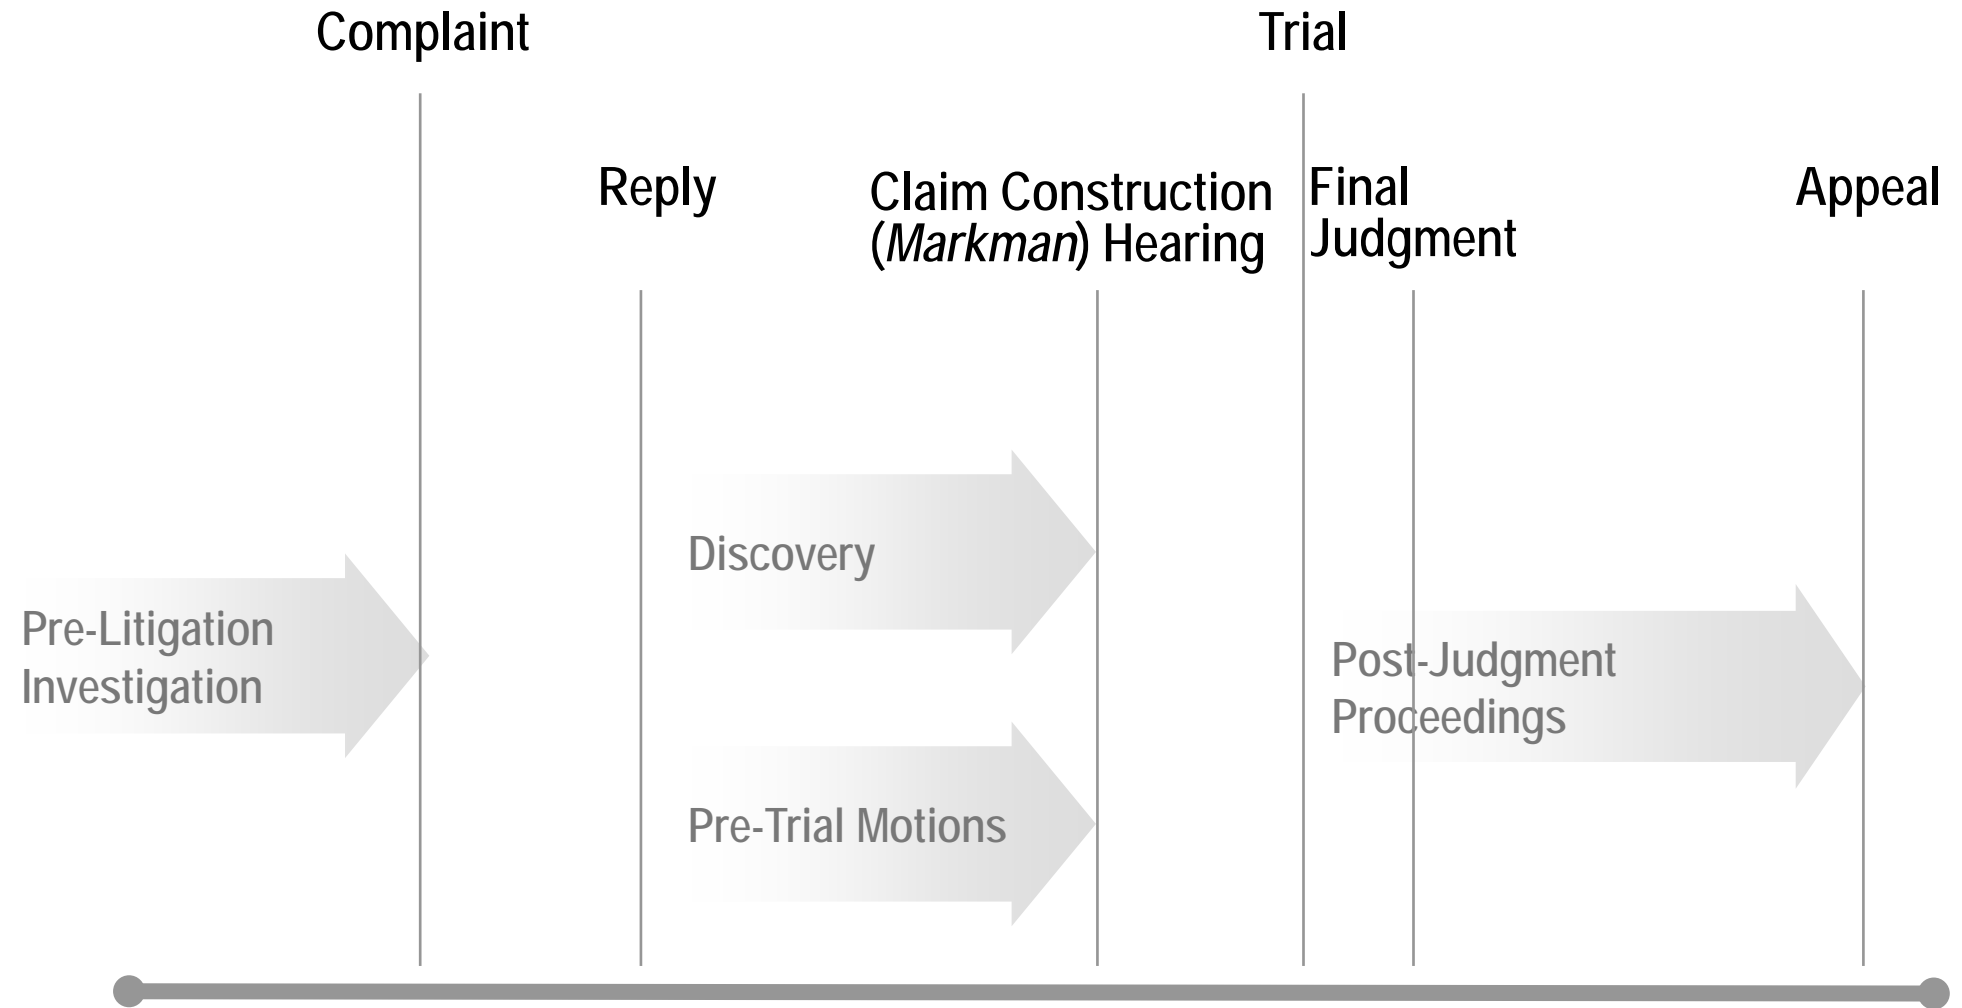 Complaint
Trial
Reply
Claim Construction
(Markman) Hearing
Final
Judgment
Appeal
Discovery
Pre-Litigation
Investigation
Post-Judgment
Proceedings
Pre-Trial Motions